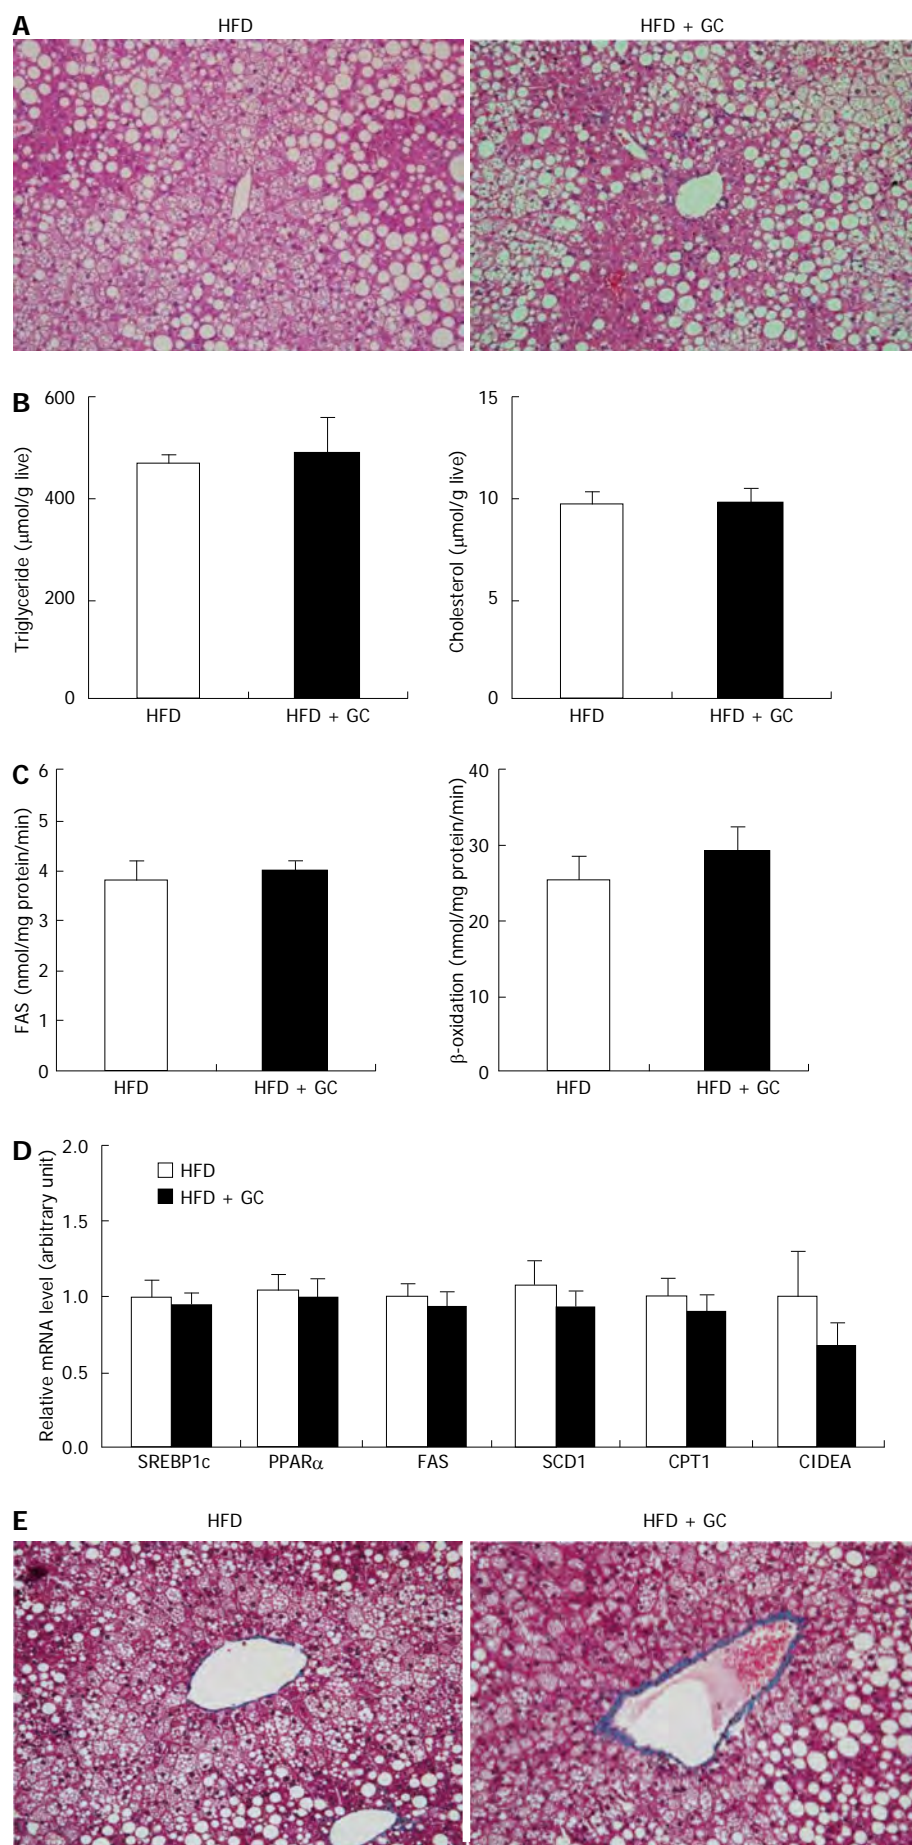 A
HFD
HFD + GC
B
Triglyceride (μmol/g live)
600
400
200
0
HFD
HFD + GC
Cholesterol (μmol/g live)
15
10
5
0
HFD
HFD + GC
C
FAS (nmol/mg protein/min)
6
5
4
3
2
1
0
HFD
HFD + GC
β-oxidation (nmol/mg protein/min)
40
30
20
10
0
HFD
HFD + GC
D
Relative mRNA level (arbitrary unit)
2.0
1.5
1.0
0.5
0.0
HFD
HFD + GC
SREBP1c
PPARα
FAS
SCD1
CPT1
CIDEA
E
HFD
HFD + GC